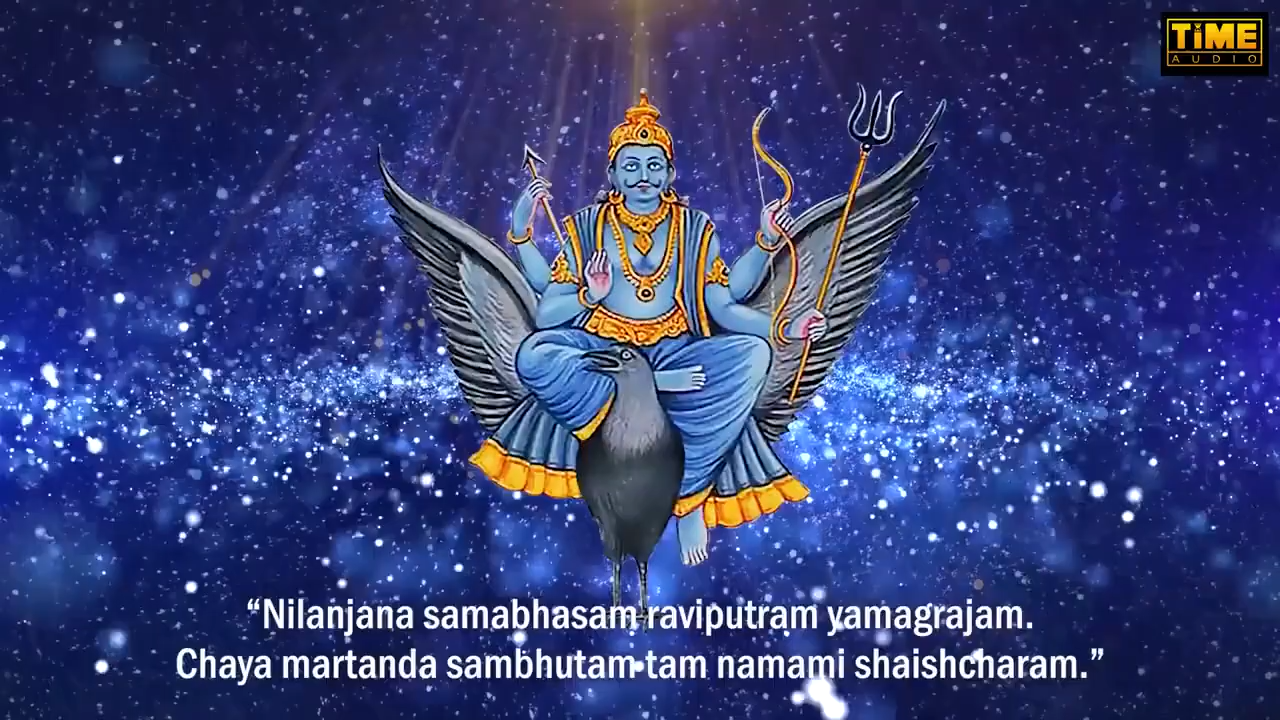 TIME
AUDIO
“Nilanjana samabhasam raviputram yamagrajam.
Chaya martanda sambhutam tam namami shaishcharam.”